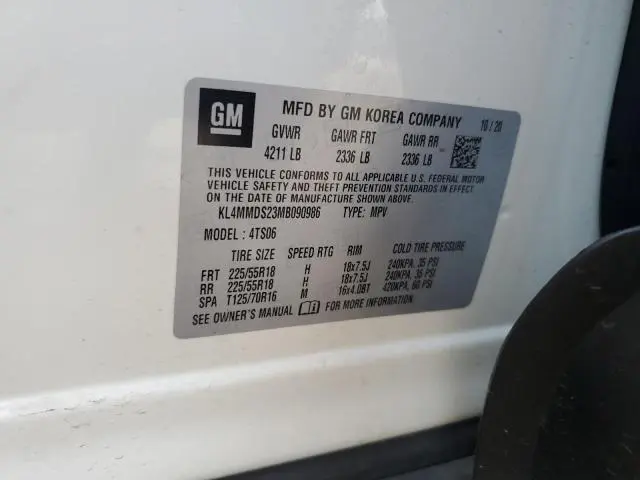 GM
MFD BY GM KOREA COMPANY 10/20
GVWR GAWR FRT GAWR RR
4211 LB 2336 LB 2336 LB
THIS VEHICLE CONFORMS TO ALL APPLICABLE U.S. FEDERAL MOTOR
VEHICLE SAFETY AND THEFT PREVENTION STANDARDS IN EFFECT
ON THE DATE OF MANUFACTURE SHOWN ABOVE.
KL4MMDS23MB090986 TYPE: MPV
MODEL : 4TS06
TIRE SIZE SPEED RTG RIM COLD TIRE PRESSURE
FRT 225/55R18 H 18x7.5J 240KPA, 35 PSI
RR 225/55R18 H 18x7.5J 240KPA, 35 PSI
SPA T125/70R16 M 16x4.0BT 420KPA, 60 PSI
SEE OWNER'S MANUAL FOR MORE INFORMATION